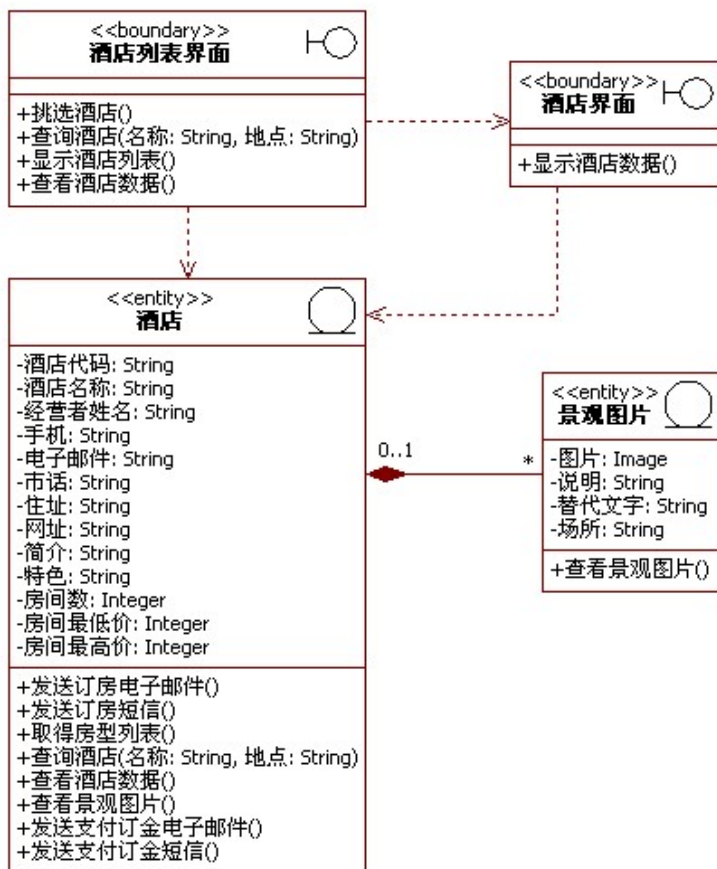 <<boundary>>
酒店列表界面
+挑选酒店()
+查询酒店(名称: String, 地点: String)
+显示酒店列表()
+查看酒店数据()
<<boundary>>
酒店界面
+显示酒店数据()
<<entity>>
酒店
-酒店代码: String
-酒店名称: String
-经营者姓名: String
-手机: String
-电子邮件: String
-市话: String
-住址: String
-网址: String
-简介: String
-特色: String
-房间数: Integer
-房间最低价: Integer
-房间最高价: Integer
+发送订房电子邮件()
+发送订房短信()
+取得房型列表()
+查询酒店(名称: String, 地点: String)
+查看酒店数据()
+查看景观图片()
+发送支付订金电子邮件()
+发送支付订金短信()
0..1
*
<<entity>>
景观图片
-图片: Image
-说明: String
-替代文字: String
-场所: String
+查看景观图片()